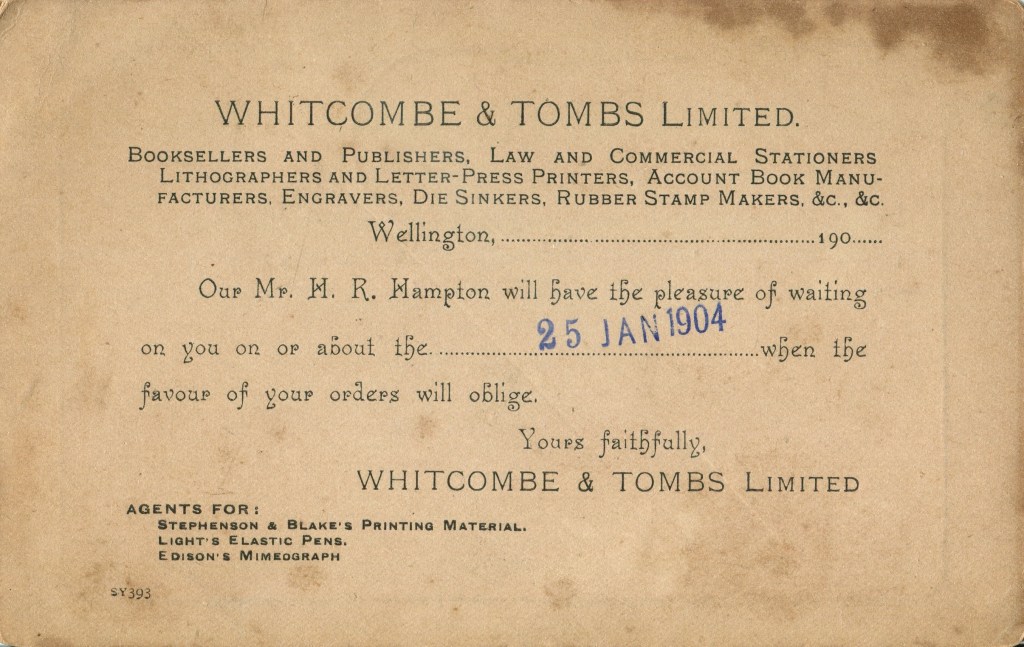 WHITCOMBE & TOMBS LIMITED.
BOOKSELLERS AND PUBLISHERS, LAW AND COMMERCIAL STATIONERS
LITHOGRAPHERS AND LETTER-PRESS PRINTERS, ACCOUNT BOOK MANU-
FACTURERS, ENGRAVERS, DIE SINKERS, RUBBER STAMP MAKERS, &C., &C.
Wellington,..........................................................190......
Our Mr. H. R. Hampton will have the pleasure of waiting
on you on or about the 25 JAN 1904 when the
favour of your orders will oblige.
Yours faithfully,
WHITCOMBE & TOMBS LIMITED
AGENTS FOR:
STEPHENSON & BLAKE'S PRINTING MATERIAL.
LIGHT'S ELASTIC PENS.
EDISON'S MIMEOGRAPH
SY393